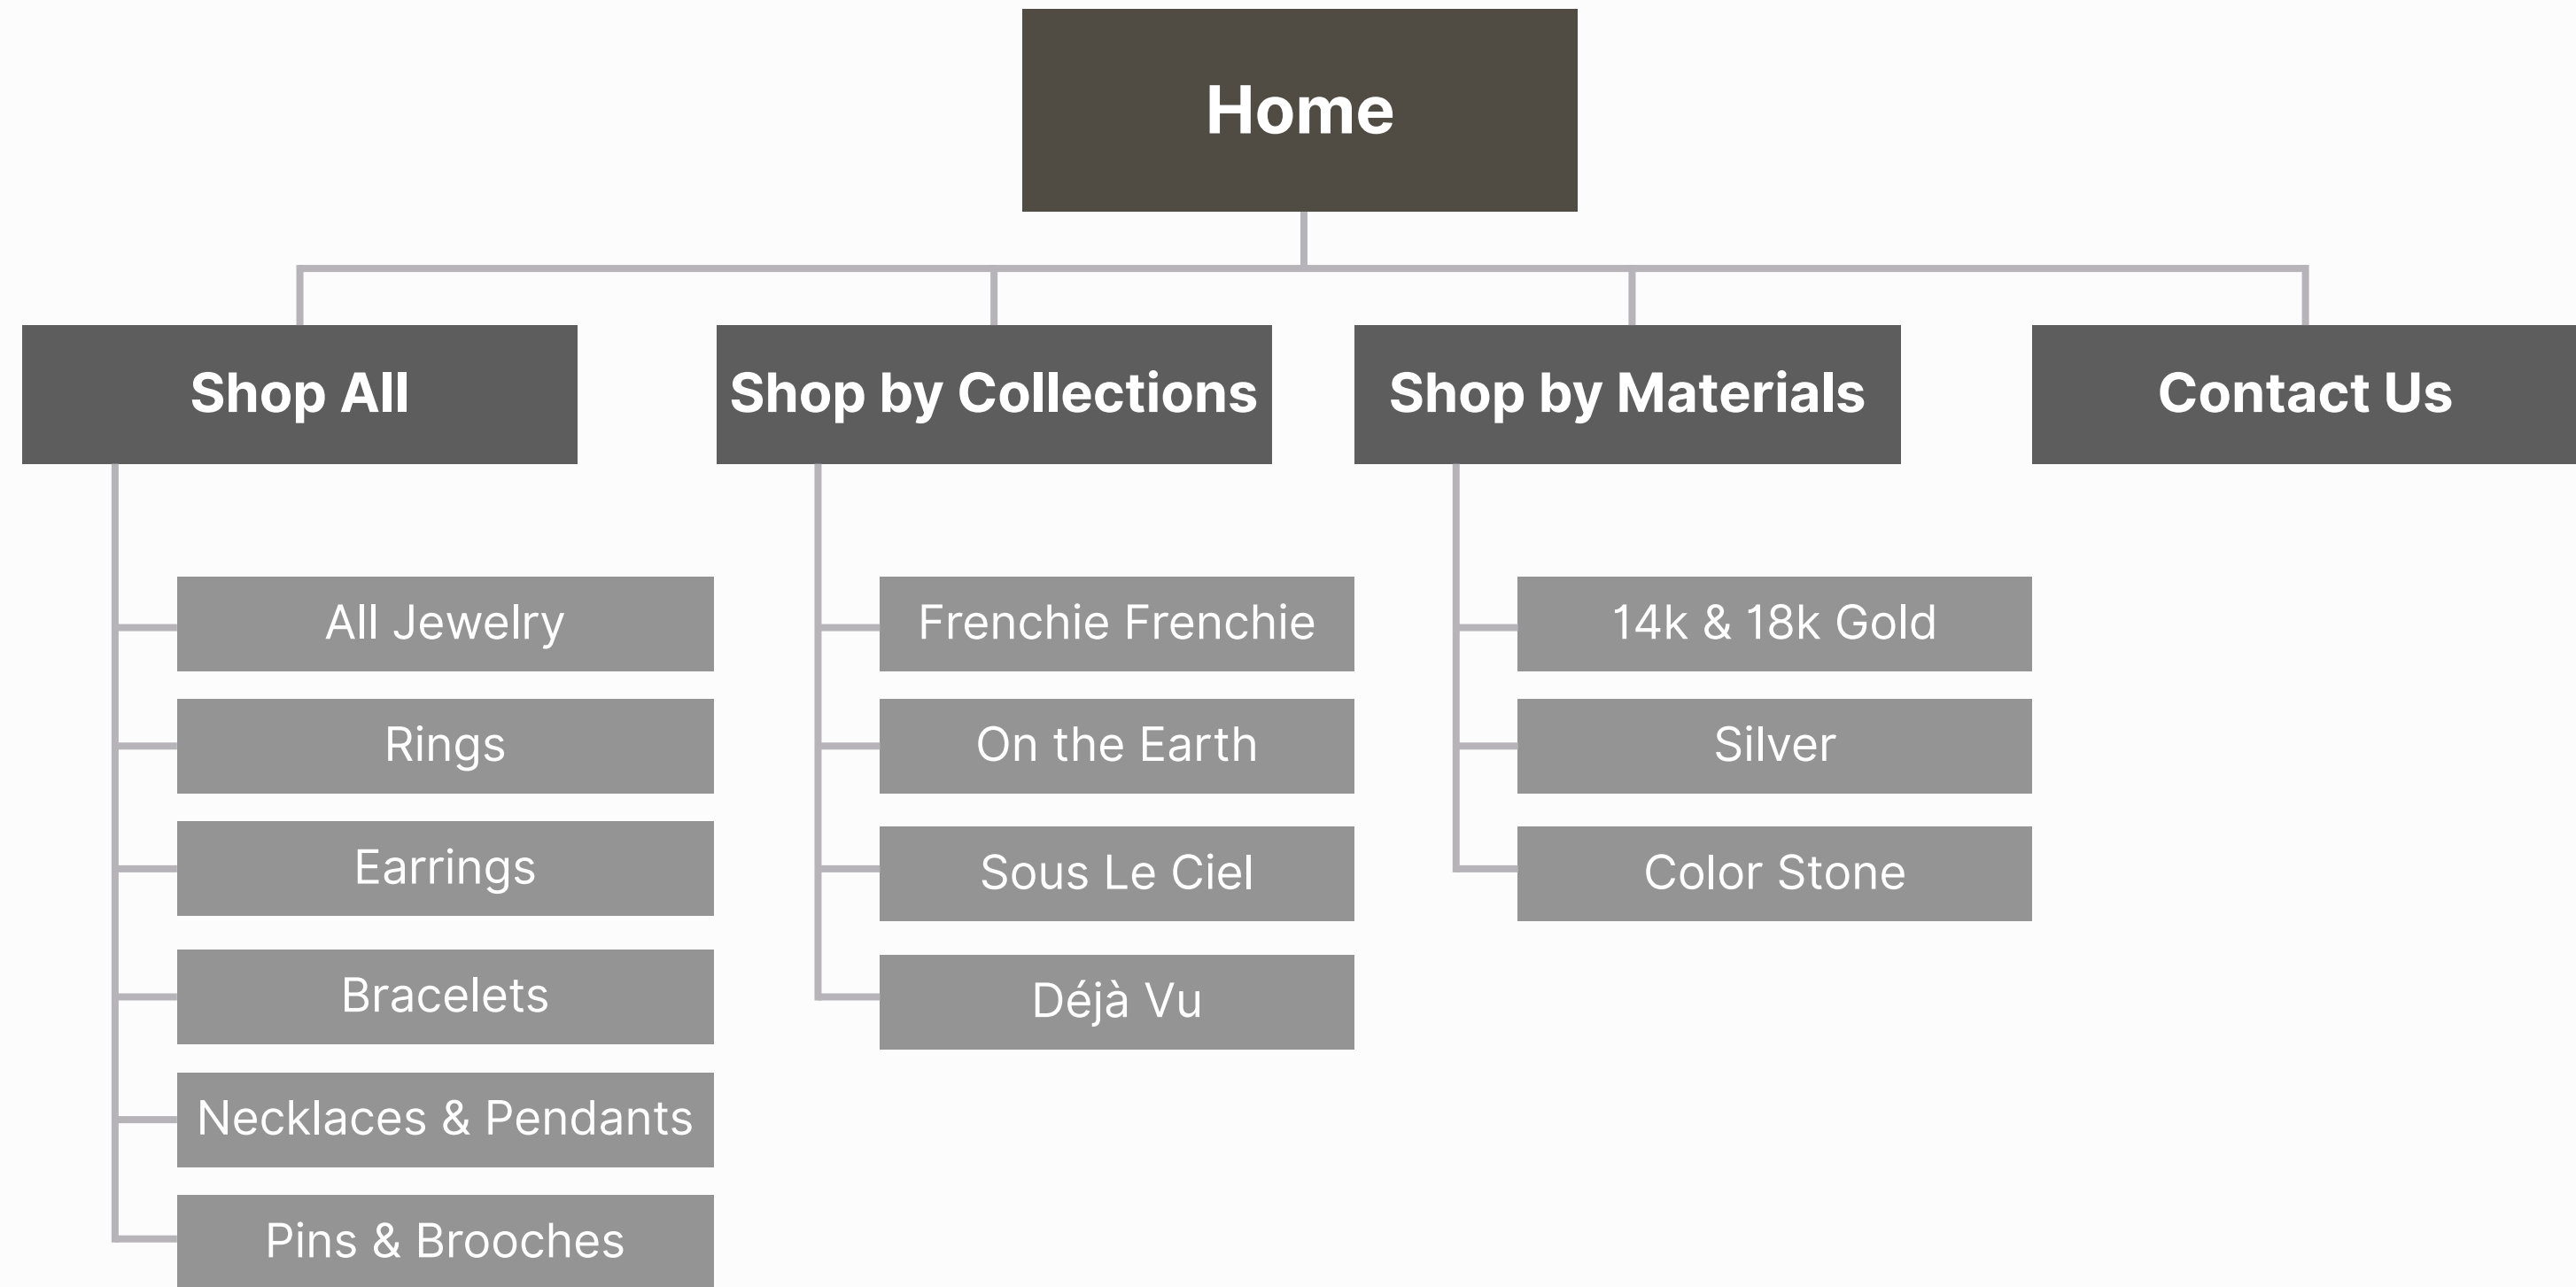 Home
Shop All
Shop by Collections
Shop by Materials
Contact Us
All Jewelry
Rings
Earrings
Bracelets
Necklaces & Pendants
Pins & Brooches
Frenchie Frenchie
On the Earth
Sous Le Ciel
Déjà Vu
14k & 18k Gold
Silver
Color Stone